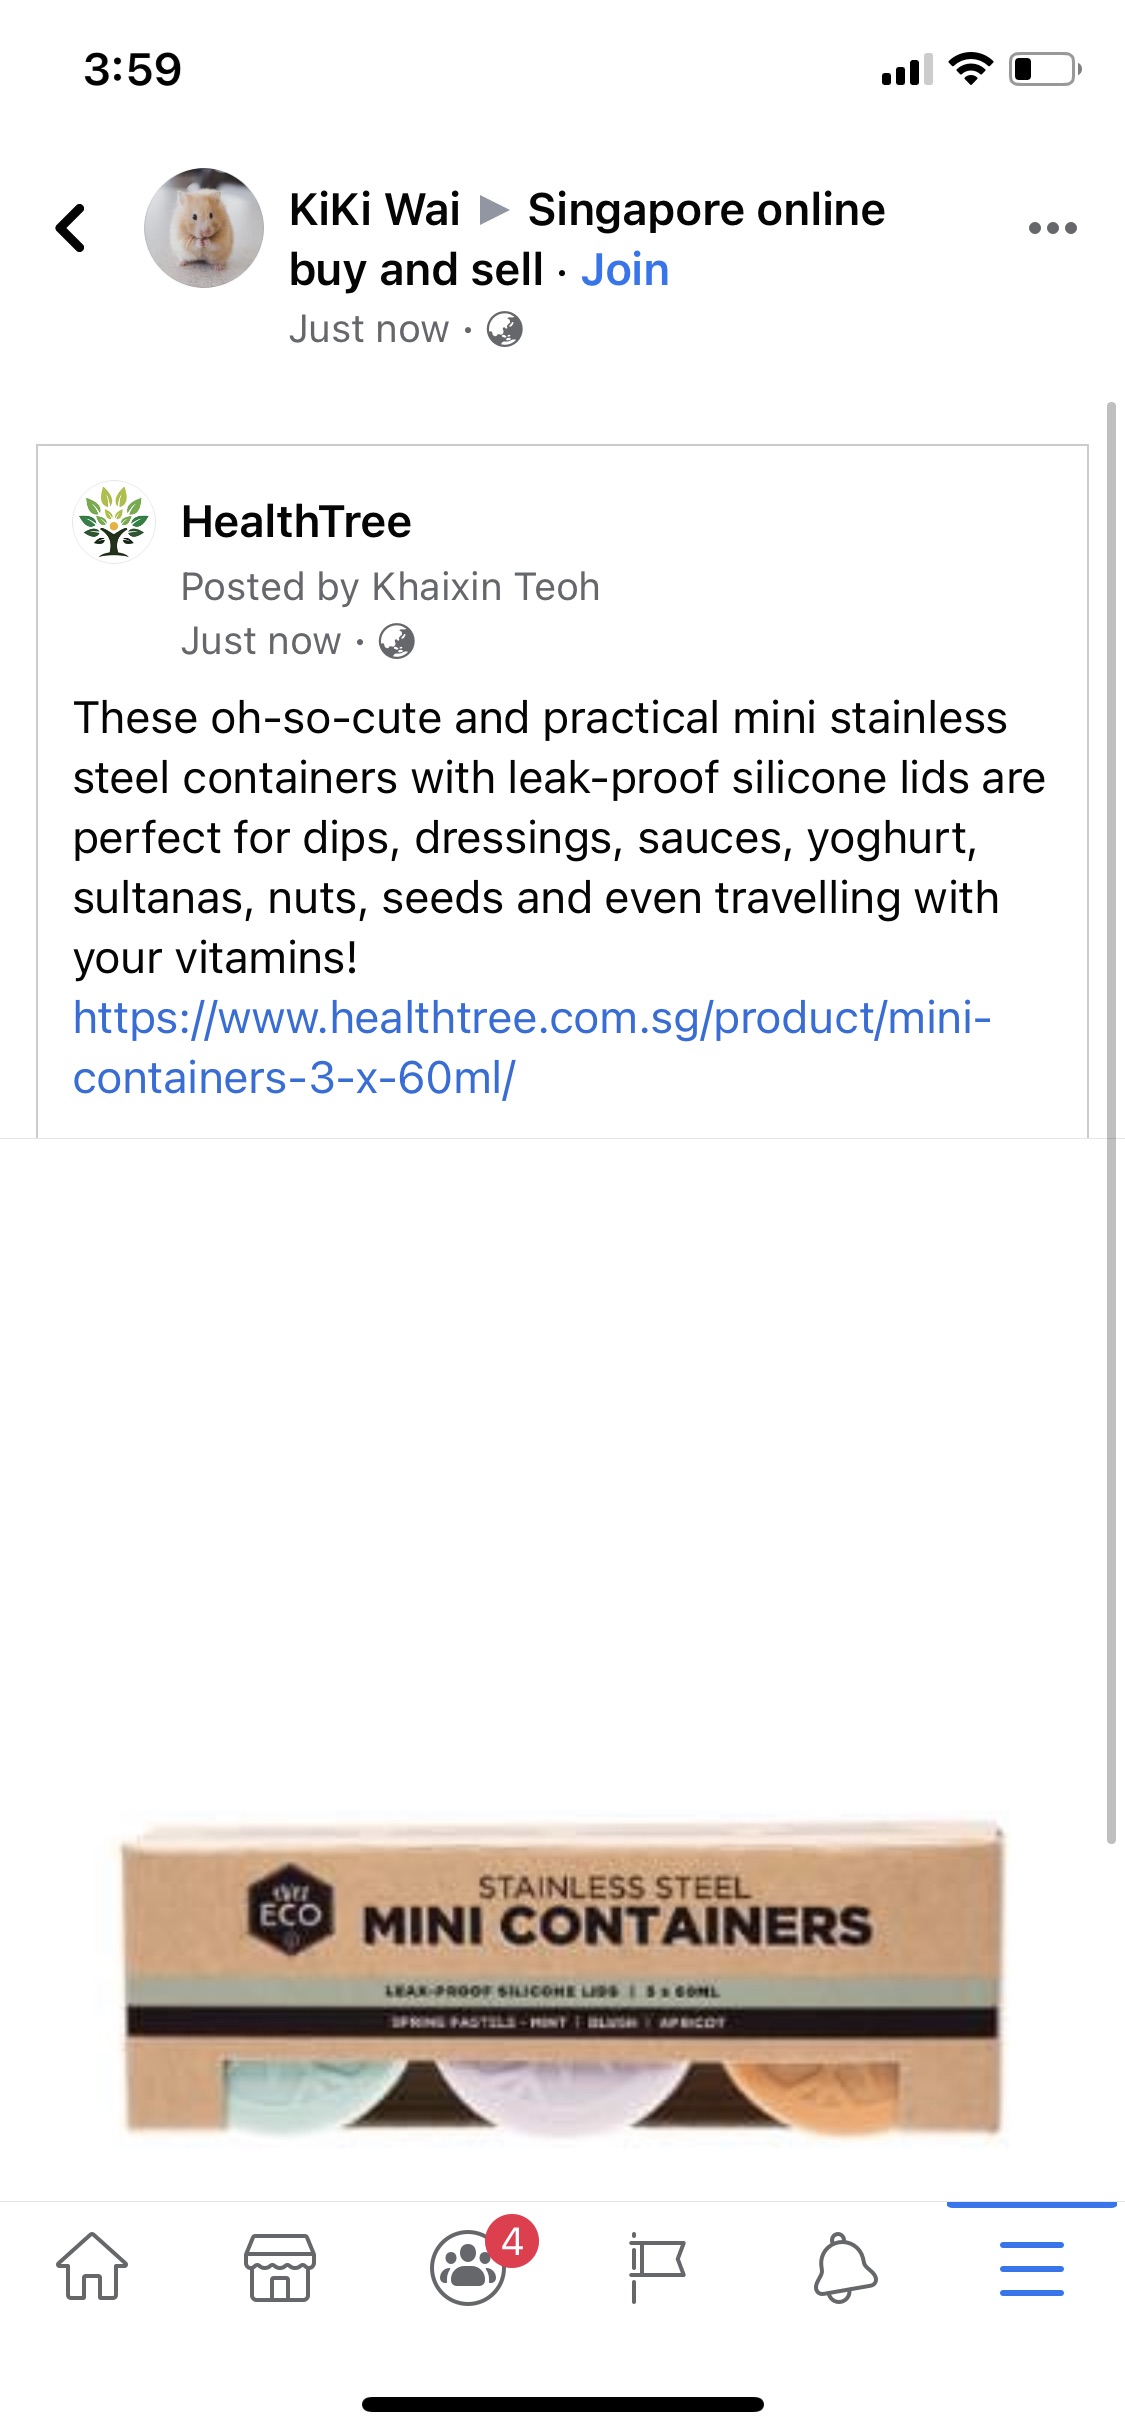 3:59
KiKi Wai ▶ Singapore online
buy and sell · Join
Just now ·
HealthTree
Posted by Khaixin Teoh
Just now ·
These oh-so-cute and practical mini stainless
steel containers with leak-proof silicone lids are
perfect for dips, dressings, sauces, yoghurt,
sultanas, nuts, seeds and even travelling with
your vitamins!
https://www.healthtree.com.sg/product/mini-
containers-3-x-60ml/
ever
ECO
STAINLESS STEEL
MINI CONTAINERS
LEAK-PROOF SILICONE LIDS | 3 x 60ML
SPRING PASTELS - MINT | BLUSH | APRICOT
4